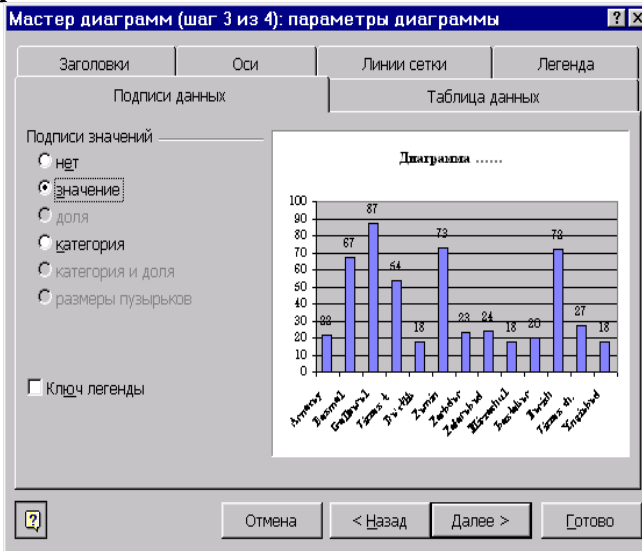 Мастер диаграмм (шаг 3 из 4): параметры диаграммы
Заголовки Оси Линии сетки Легенда
Подписи данных Таблица данных
Подписи значений
нет
значение
доля
категория
категория и доля
размеры пузырьков
Ключ легенды
Диаграмма ......
100
90
80
70
60
50
40
30
20
10
0
22 67 87 54 18 73 23 24 18 20 72 27 18
Zomin
Отмена < Назад Далее > Готово